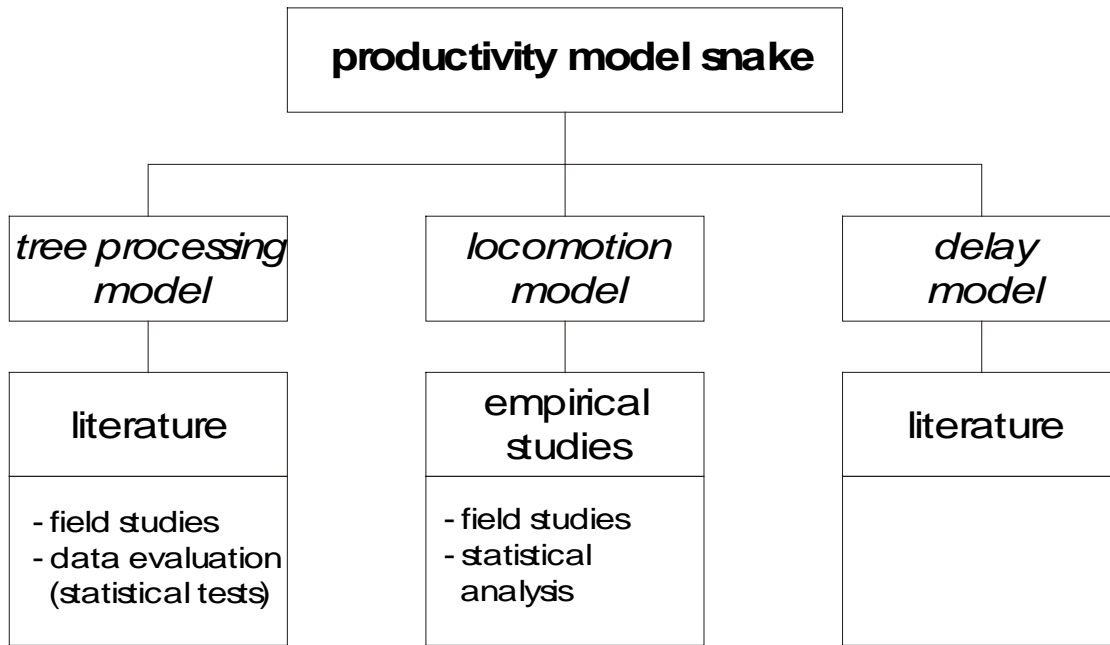 productivity model snake
tree processing
model
locomotion
model
delay
model
literature
empirical
studies
literature
- field studies
- data evaluation
(statistical tests)
- field studies
- statistical
analysis